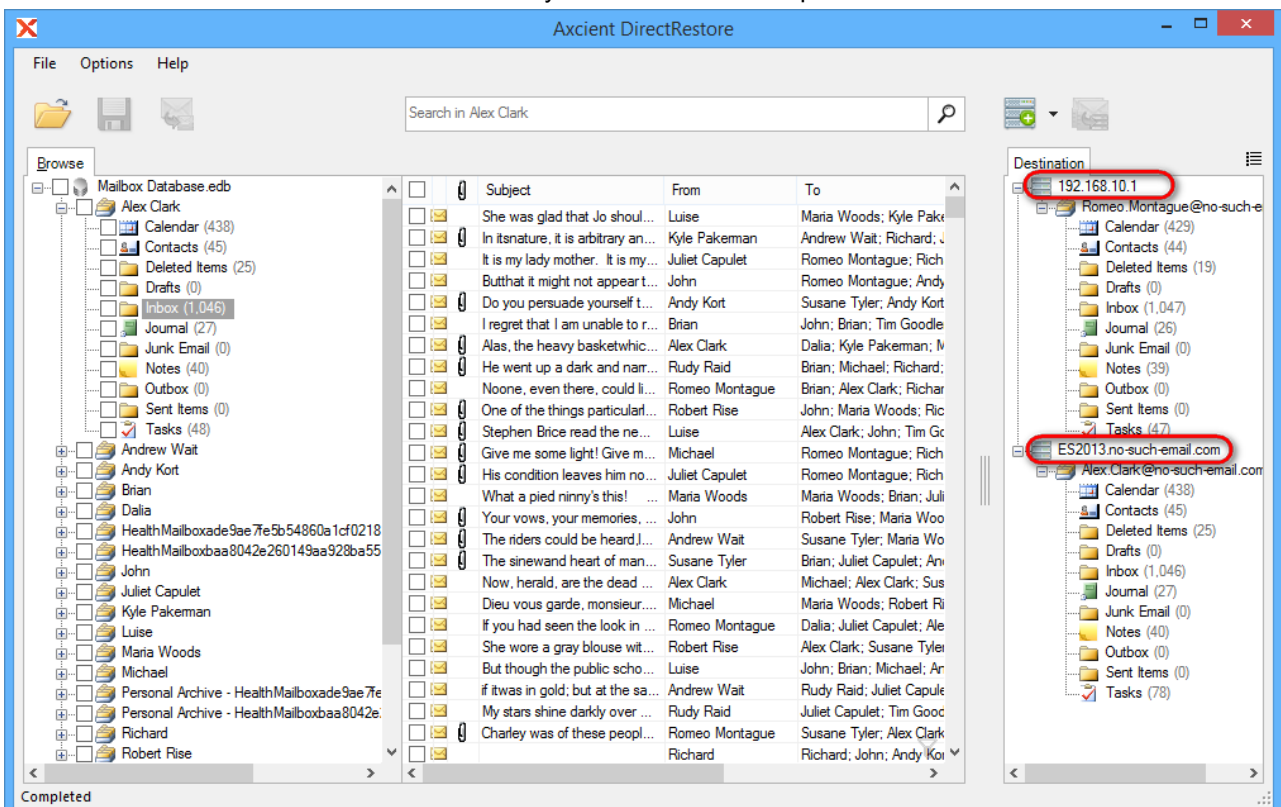 Axcient DirectRestore
File Options Help
Search in Alex Clark
Browse
Mailbox Database.edb
Alex Clark
Calendar (438)
Contacts (45)
Deleted Items (25)
Drafts (0)
Inbox (1,046)
Journal (27)
Junk Email (0)
Notes (40)
Outbox (0)
Sent Items (0)
Tasks (48)
Andrew Wait
Andy Kort
Brian
Dalia
HealthMailboxade9ae7fe5b54860a1cf0218
HealthMailboxbaa8042e260149aa928ba55
John
Juliet Capulet
Kyle Pakerman
Luise
Maria Woods
Michael
Personal Archive - HealthMailboxade9ae7fe
Personal Archive - HealthMailboxbaa8042e
Richard
Robert Rise
Subject From To
She was glad that Jo shoul... Luise Maria Woods; Kyle Pake
In itsnature, it is arbitrary an... Kyle Pakerman Andrew Wait; Richard; J
It is my lady mother. It is my... Juliet Capulet Romeo Montague; Rich
Butthat it might not appear t... John Romeo Montague; Andy
Do you persuade yourself t... Andy Kort Susane Tyler; Andy Kort
I regret that I am unable to r... Brian John; Brian; Tim Goodle
Alas, the heavy basketwhic... Alex Clark Dalia; Kyle Pakerman; M
He went up a dark and narr... Rudy Raid Brian; Michael; Richard;
Noone, even there, could li... Romeo Montague Brian; Alex Clark; Richar
One of the things particularl... Robert Rise John; Maria Woods; Ric
Stephen Brice read the ne... Luise Alex Clark; John; Tim Go
Give me some light! Give m... Michael Romeo Montague; Rich
His condition leaves him no... Juliet Capulet Romeo Montague; Rich
What a pied ninny's this! ... Maria Woods Maria Woods; Brian; Juli
Your vows, your memories, ... John Robert Rise; Maria Woo
The riders could be heard,l... Andrew Wait Susane Tyler; Maria Wo
The sinewand heart of man... Susane Tyler Brian; Juliet Capulet; An
Now, herald, are the dead ... Alex Clark Michael; Alex Clark; Sus
Dieu vous garde, monsieur.... Michael Maria Woods; Robert Ri
If you had seen the look in ... Romeo Montague Dalia; Juliet Capulet; Ale
She wore a gray blouse wit... Robert Rise Alex Clark; Susane Tyler
But though the public scho... Luise John; Brian; Michael; An
if itwas in gold; but at the sa... Andrew Wait Rudy Raid; Juliet Capule
My stars shine darkly over ... Rudy Raid Juliet Capulet; Tim Gooc
Charley was of these peopl... Romeo Montague Susane Tyler; Alex Clark
Richard Richard; John; Andy Kor
Destination
192.168.10.1
Romeo.Montague@no-such-e
Calendar (429)
Contacts (44)
Deleted Items (19)
Drafts (0)
Inbox (1,047)
Journal (26)
Junk Email (0)
Notes (39)
Outbox (0)
Sent Items (0)
Tasks (47)
ES2013.no-such-email.com
Alex.Clark@no-such-email.com
Calendar (438)
Contacts (45)
Deleted Items (25)
Drafts (0)
Inbox (1,046)
Journal (27)
Junk Email (0)
Notes (40)
Outbox (0)
Sent Items (0)
Tasks (78)
Completed